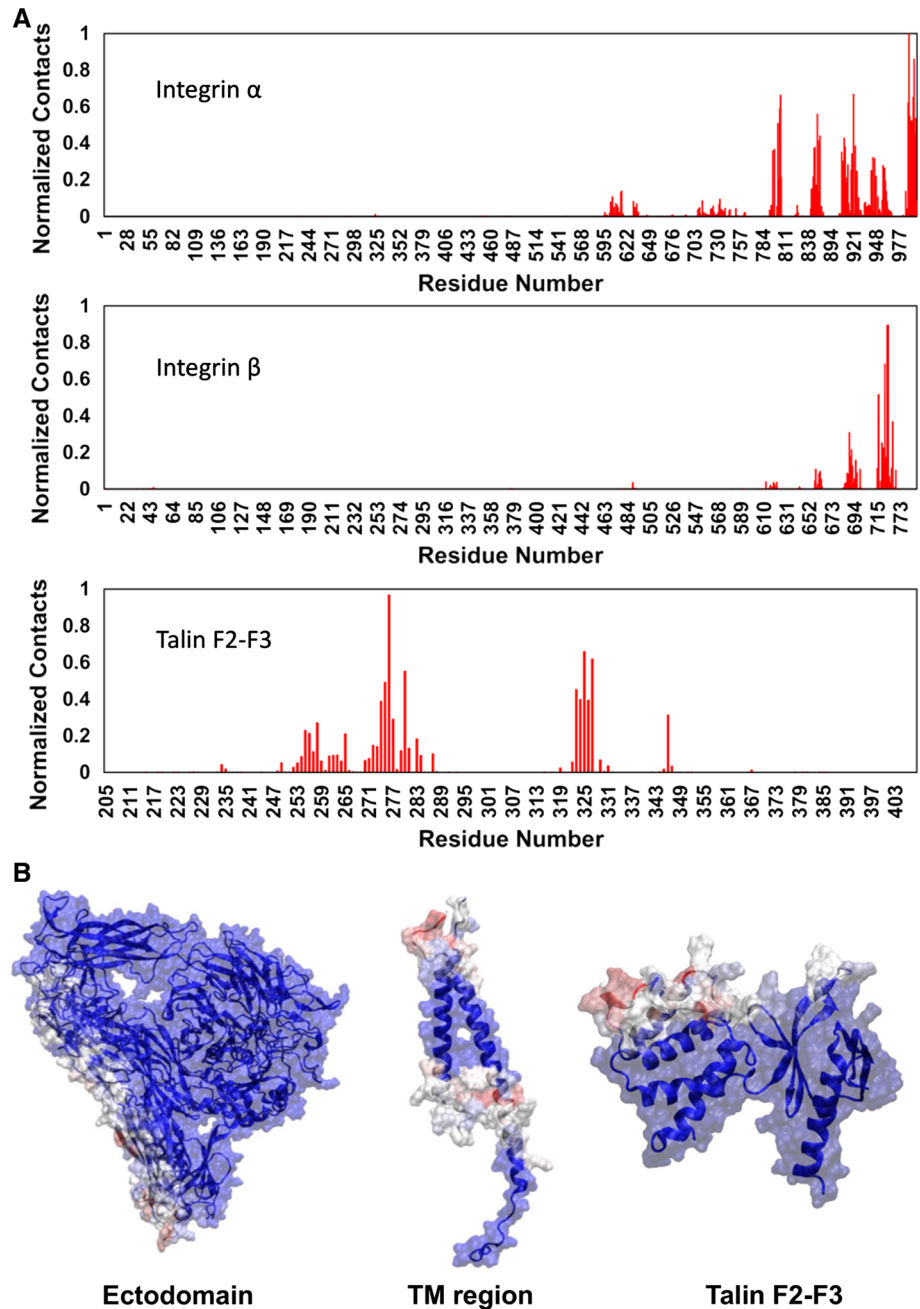 A
Normalized Contacts
1
0.8
0.6
0.4
0.2
0
Integrin α
1 28 55 82 109 136 163 190 217 244 271 298 325 352 379 406 433 460 487 514 541 568 595 622 649 676 703 730 757 784 811 838 867 894 921 948 977
Residue Number
Normalized Contacts
1
0.8
0.6
0.4
0.2
0
Integrin β
1 22 43 64 85 106 127 148 169 190 211 232 253 274 295 316 337 358 379 400 421 442 463 484 505 526 547 568 589 610 631 652 673 694 715 773
Residue Number
Normalized Contacts
1
0.8
0.6
0.4
0.2
0
Talin F2-F3
205 211 217 223 229 235 241 247 253 259 265 271 277 283 289 295 301 307 313 319 325 331 337 343 349 355 361 367 373 379 385 391 397 403
Residue Number
B
Ectodomain
TM region
Talin F2-F3